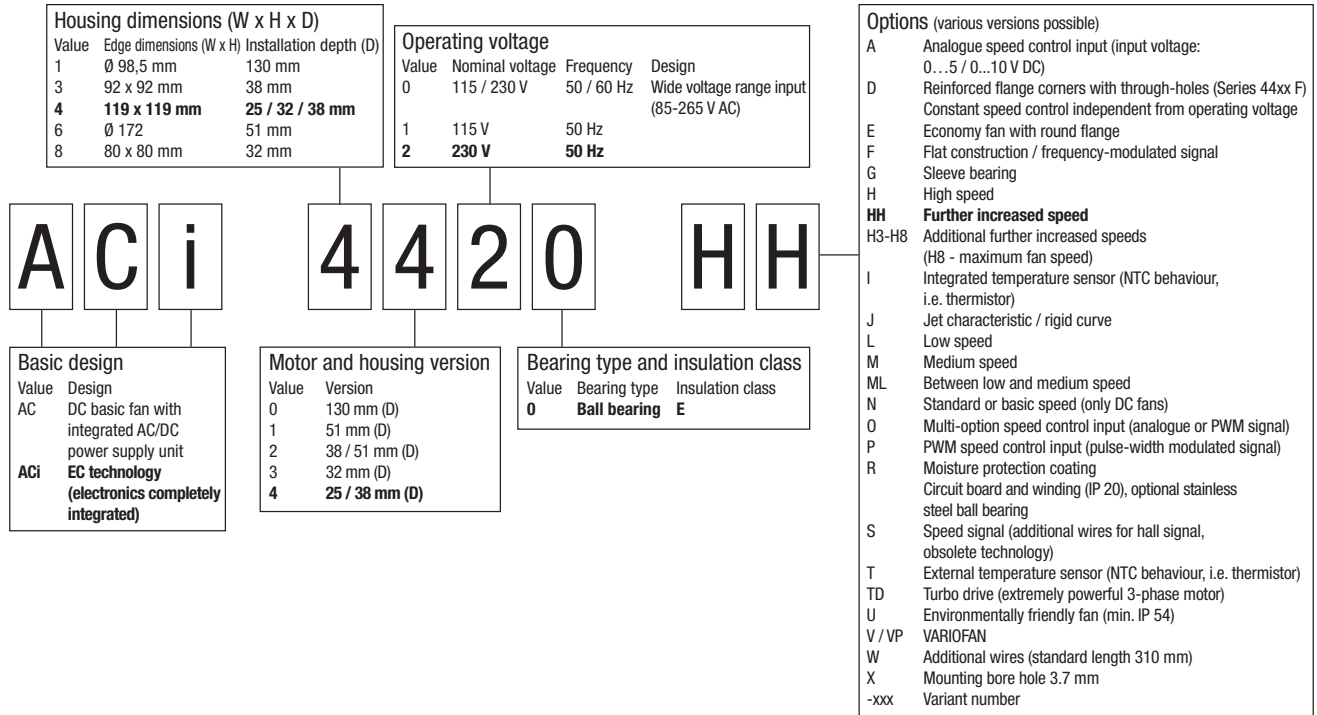 Housing dimensions (W x H x D)
Value Edge dimensions (W x H) Installation depth (D)
1 Ø 98,5 mm 130 mm
3 92 x 92 mm 38 mm
4 119 x 119 mm 25 / 32 / 38 mm
6 Ø 172 51 mm
8 80 x 80 mm 32 mm
Operating voltage
Value Nominal voltage Frequency Design
0 115 / 230 V 50 / 60 Hz Wide voltage range input
(85-265 V AC)
1 115 V 50 Hz
2 230 V 50 Hz
ACi 4420 HH
Basic design
Value Design
AC DC basic fan with
integrated AC/DC
power supply unit
ACi EC technology
(electronics completely
integrated)
Motor and housing version
Value Version
0 130 mm (D)
1 51 mm (D)
2 38 / 51 mm (D)
3 32 mm (D)
4 25 / 38 mm (D)
Bearing type and insulation class
Value Bearing type Insulation class
0 Ball bearing E
Options (various versions possible)
A Analogue speed control input (input voltage:
0…5 / 0...10 V DC)
D Reinforced flange corners with through-holes (Series 44xx F)
Constant speed control independent from operating voltage
E Economy fan with round flange
F Flat construction / frequency-modulated signal
G Sleeve bearing
H High speed
HH Further increased speed
H3-H8 Additional further increased speeds
(H8 - maximum fan speed)
I Integrated temperature sensor (NTC behaviour,
i.e. thermistor)
J Jet characteristic / rigid curve
L Low speed
M Medium speed
ML Between low and medium speed
N Standard or basic speed (only DC fans)
O Multi-option speed control input (analogue or PWM signal)
P PWM speed control input (pulse-width modulated signal)
R Moisture protection coating
Circuit board and winding (IP 20), optional stainless
steel ball bearing
S Speed signal (additional wires for hall signal,
obsolete technology)
T External temperature sensor (NTC behaviour, i.e. thermistor)
TD Turbo drive (extremely powerful 3-phase motor)
U Environmentally friendly fan (min. IP 54)
V / VP VARIOFAN
W Additional wires (standard length 310 mm)
X Mounting bore hole 3.7 mm
-xxx Variant number